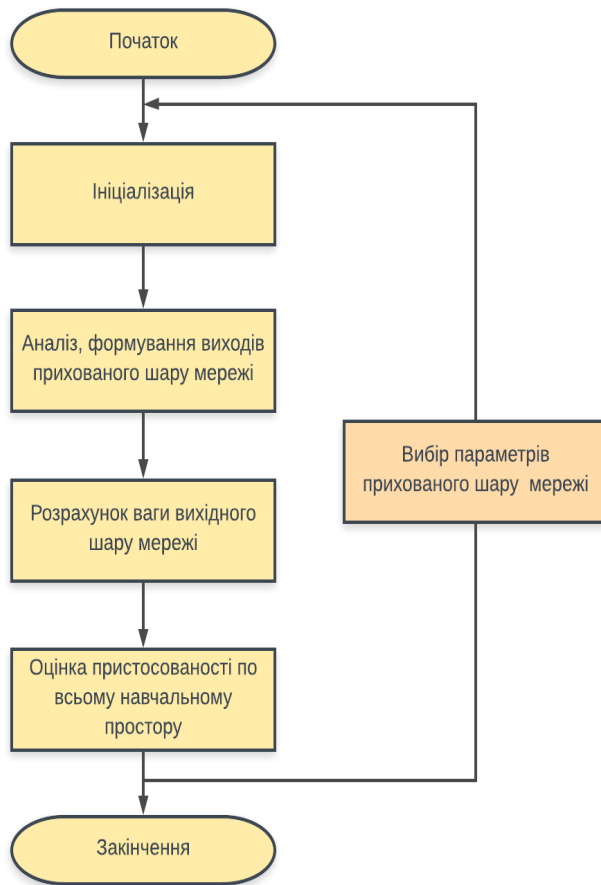 Початок
Ініціалізація
Аналіз, формування виходів
прихованого шару мережі
Розрахунок ваги вихідного
шару мережі
Оцінка пристосованості по
всьому навчальному
простору
Закінчення
Вибір параметрів
прихованого шару мережі